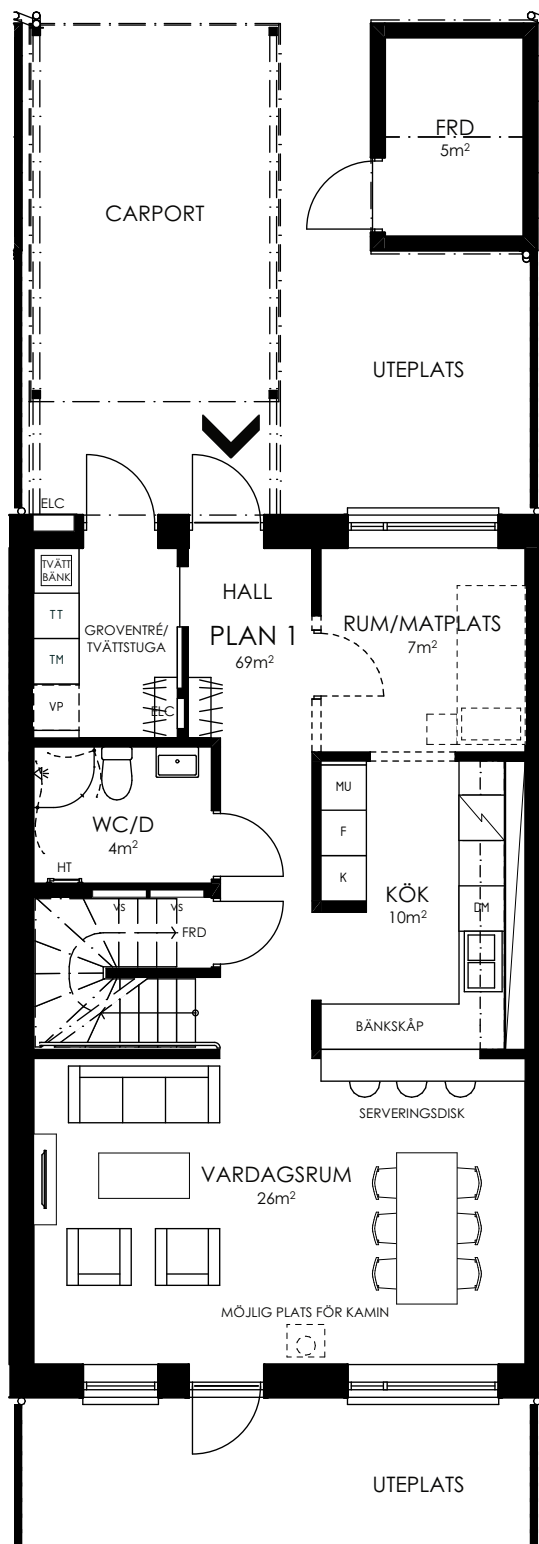 FRD
5m²
CARPORT
UTEPLATS
ELC
TVÄTT
BÄNK
TT
TM
VP
GROVENTRÉ/
TVÄTTSTUGA
HALL
PLAN 1
69m²
ELC
RUM/MATPLATS
7m²
WC/D
4m²
HT
MU
F
K
KÖK
10m²
DM
VS
VS
FRD
BÄNKSKÅP
SERVERINGSDISK
VARDAGSRUM
26m²
MÖJLIG PLATS FÖR KAMIN
UTEPLATS